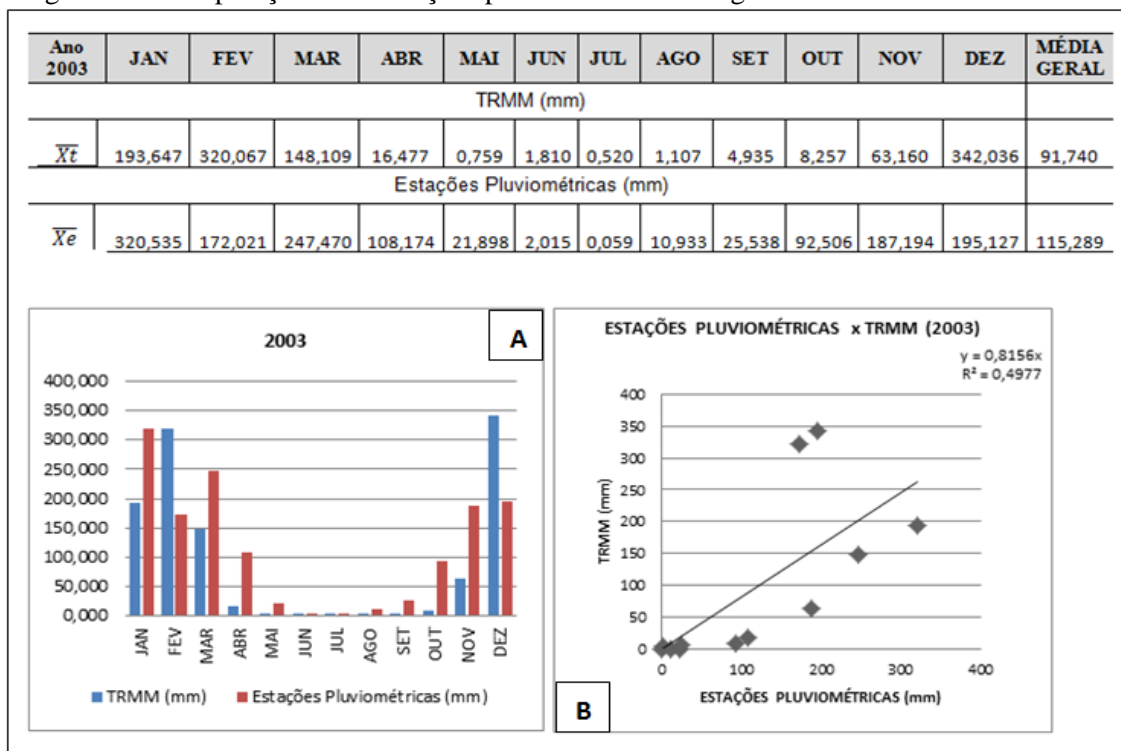 Ano 2003 JAN FEV MAR ABR MAI JUN JUL AGO SET OUT NOV DEZ MÉDIA GERAL
TRMM (mm)
Xt 193,647 320,067 148,109 16,477 0,759 1,810 0,520 1,107 4,935 8,257 63,160 342,036 91,740
Estações Pluviométricas (mm)
Xe 320,535 172,021 247,470 108,174 21,898 2,015 0,059 10,933 25,538 92,506 187,194 195,127 115,289
2003
A
400,000
350,000
300,000
250,000
200,000
150,000
100,000
50,000
0,000
JAN FEV MAR ABR MAI JUN JUL AGO SET OUT NOV DEZ
TRMM (mm) Estações Pluviométricas (mm)
ESTAÇÕES PLUVIOMÉTRICAS x TRMM (2003)
y = 0,8156x
R² = 0,4977
TRMM (mm)
400
350
300
250
200
150
100
50
0
0 100 200 300 400
ESTAÇÕES PLUVIOMÉTRICAS (mm)
B